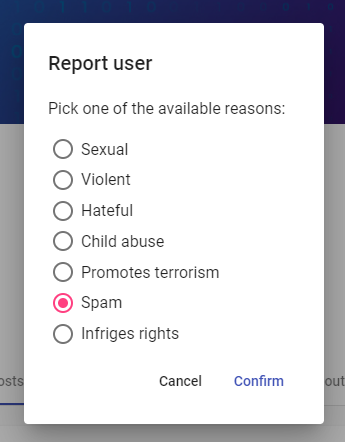 Report user
Pick one of the available reasons:
Sexual
Violent
Hateful
Child abuse
Promotes terrorism
Spam
Infriges rights
osts
out
Cancel
Confirm